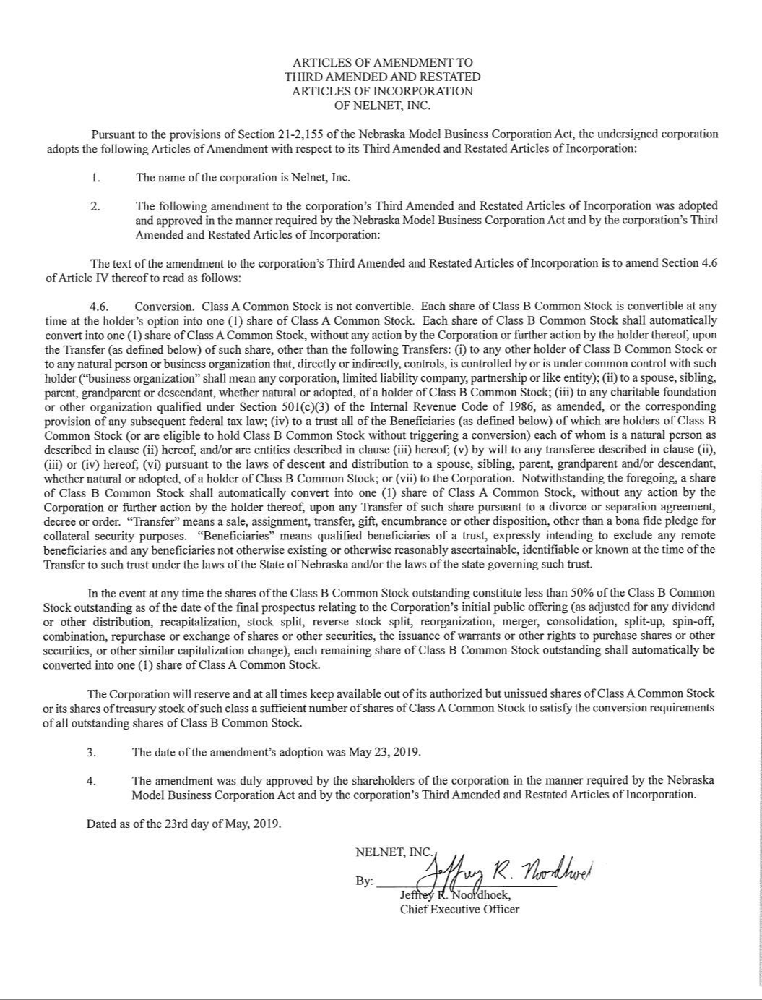 ARTICLES OF AMENDMENT TO
THIRD AMENDED AND RESTATED
ARTICLES OF INCORPORATION
OF NELNET, INC.
Pursuant to the provisions of Section 21-2,155 of the Nebraska Model Business Corporation Act, the undersigned corporation
adopts the following Articles of Amendment with respect to its Third Amended and Restated Articles of Incorporation:
1. The name of the corporation is Nelnet, Inc.
2. The following amendment to the corporation's Third Amended and Restated Articles of Incorporation was adopted
and approved in the manner required by the Nebraska Model Business Corporation Act and by the corporation's Third
Amended and Restated Articles of Incorporation:
The text of the amendment to the corporation's Third Amended and Restated Articles of Incorporation is to amend Section 4.6
of Article IV thereof to read as follows:
4.6. Conversion. Class A Common Stock is not convertible. Each share of Class B Common Stock is convertible at any
time at the holder's option into one (1) share of Class A Common Stock. Each share of Class B Common Stock shall automatically
convert into one (1) share of Class A Common Stock, without any action by the Corporation or further action by the holder thereof, upon
the Transfer (as defined below) of such share, other than the following Transfers: (i) to any other holder of Class B Common Stock or
to any natural person or business organization that, directly or indirectly, controls, is controlled by or is under common control with such
holder ("business organization" shall mean any corporation, limited liability company, partnership or like entity); (ii) to a spouse, sibling,
parent, grandparent or descendant, whether natural or adopted, of a holder of Class B Common Stock; (iii) to any charitable foundation
or other organization qualified under Section 501(c)(3) of the Internal Revenue Code of 1986, as amended, or the corresponding
provision of any subsequent federal tax law; (iv) to a trust all of the Beneficiaries (as defined below) of which are holders of Class B
Common Stock (or are eligible to hold Class B Common Stock without triggering a conversion) each of whom is a natural person as
described in clause (ii) hereof, and/or are entities described in clause (iii) hereof; (v) by will to any transferee described in clause (ii),
(iii) or (iv) hereof; (vi) pursuant to the laws of descent and distribution to a spouse, sibling, parent, grandparent and/or descendant,
whether natural or adopted, of a holder of Class B Common Stock; or (vii) to the Corporation. Notwithstanding the foregoing, a share
of Class B Common Stock shall automatically convert into one (1) share of Class A Common Stock, without any action by the
Corporation or further action by the holder thereof, upon any Transfer of such share pursuant to a divorce or separation agreement,
decree or order. "Transfer" means a sale, assignment, transfer, gift, encumbrance or other disposition, other than a bona fide pledge for
collateral security purposes. "Beneficiaries" means qualified beneficiaries of a trust, expressly intending to exclude any remote
beneficiaries and any beneficiaries not otherwise existing or otherwise reasonably ascertainable, identifiable or known at the time of the
Transfer to such trust under the laws of the State of Nebraska and/or the laws of the state governing such trust.
In the event at any time the shares of the Class B Common Stock outstanding constitute less than 50% of the Class B Common
Stock outstanding as of the date of the final prospectus relating to the Corporation's initial public offering (as adjusted for any dividend
or other distribution, recapitalization, stock split, reverse stock split, reorganization, merger, consolidation, split-up, spin-off,
combination, repurchase or exchange of shares or other securities, the issuance of warrants or other rights to purchase shares or other
securities, or other similar capitalization change), each remaining share of Class B Common Stock outstanding shall automatically be
converted into one (1) share of Class A Common Stock.
The Corporation will reserve and at all times keep available out of its authorized but unissued shares of Class A Common Stock
or its shares of treasury stock of such class a sufficient number of shares of Class A Common Stock to satisfy the conversion requirements
of all outstanding shares of Class B Common Stock.
3. The date of the amendment's adoption was May 23, 2019.
4. The amendment was duly approved by the shareholders of the corporation in the manner required by the Nebraska
Model Business Corporation Act and by the corporation's Third Amended and Restated Articles of Incorporation.
Dated as of the 23rd day of May, 2019.
NELNET, INC.
By: Jeffrey R. Noordhoek
Jeffrey R. Noordhoek,
Chief Executive Officer